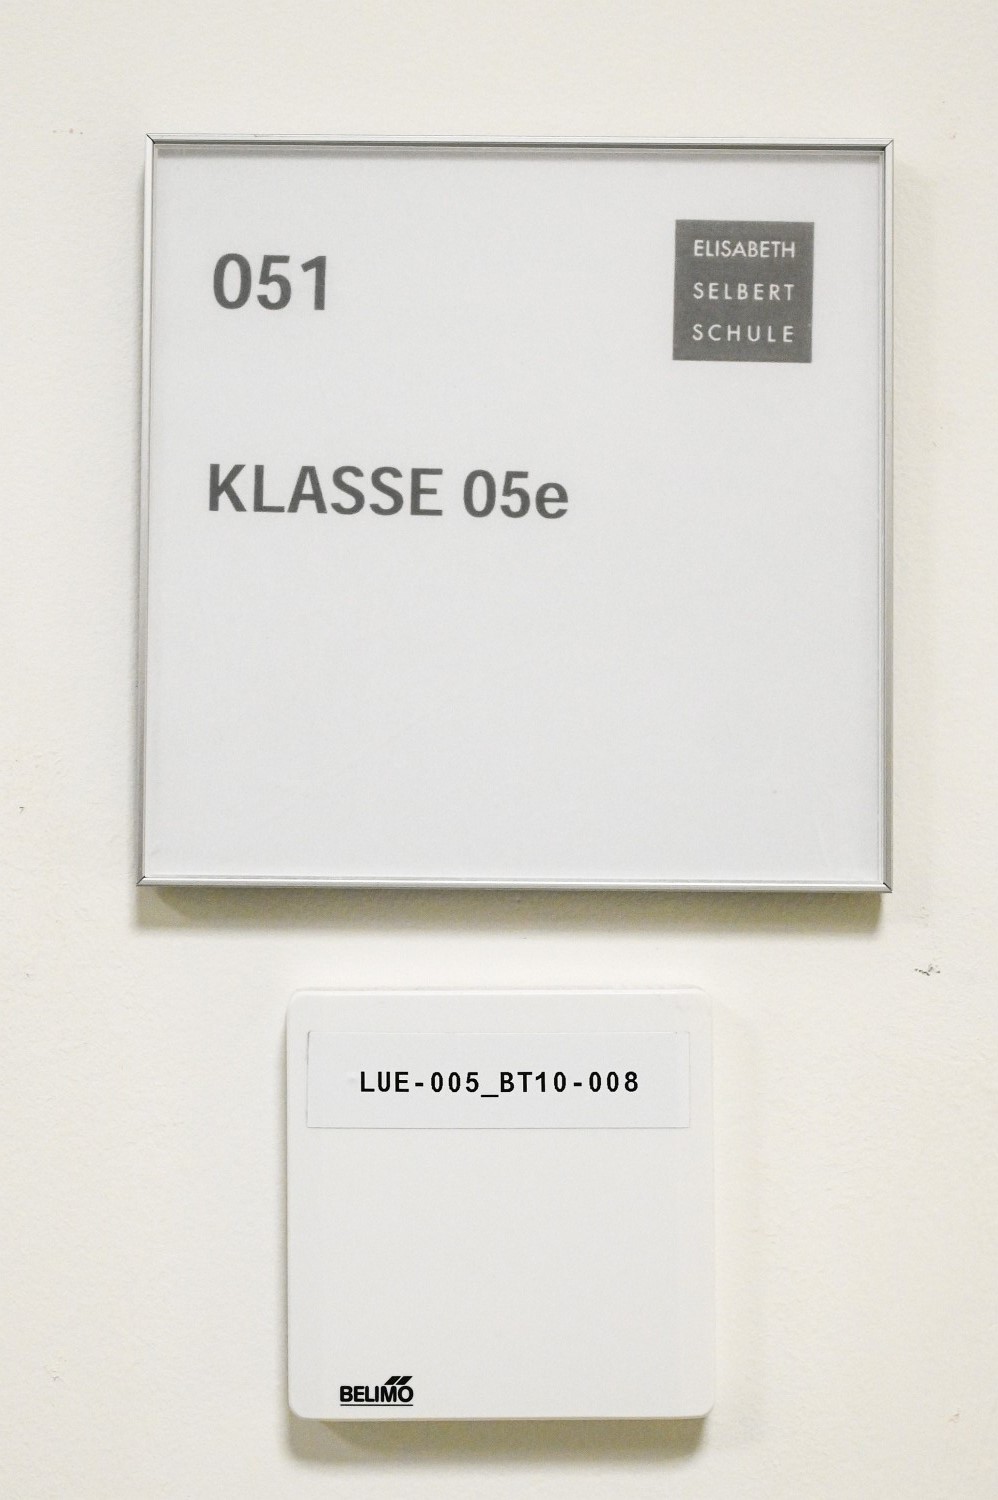 051
ELISABETH
SELBERT
SCHULE
KLASSE 05e
LUE-005_BT10-008
BELIMO